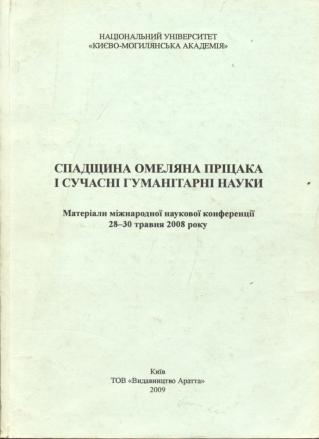 НАЦІОНАЛЬНИЙ УНІВЕРСИТЕТ
«КИЄВО-МОГИЛЯНСЬКА АКАДЕМІЯ»
СПАДЩИНА ОМЕЛЯНА ПРІЦАКА
І СУЧАСНІ ГУМАНІТАРНІ НАУКИ
Матеріали міжнародної наукової конференції
28–30 травня 2008 року
Київ
ТОВ «Видавництво Аратта»
2009